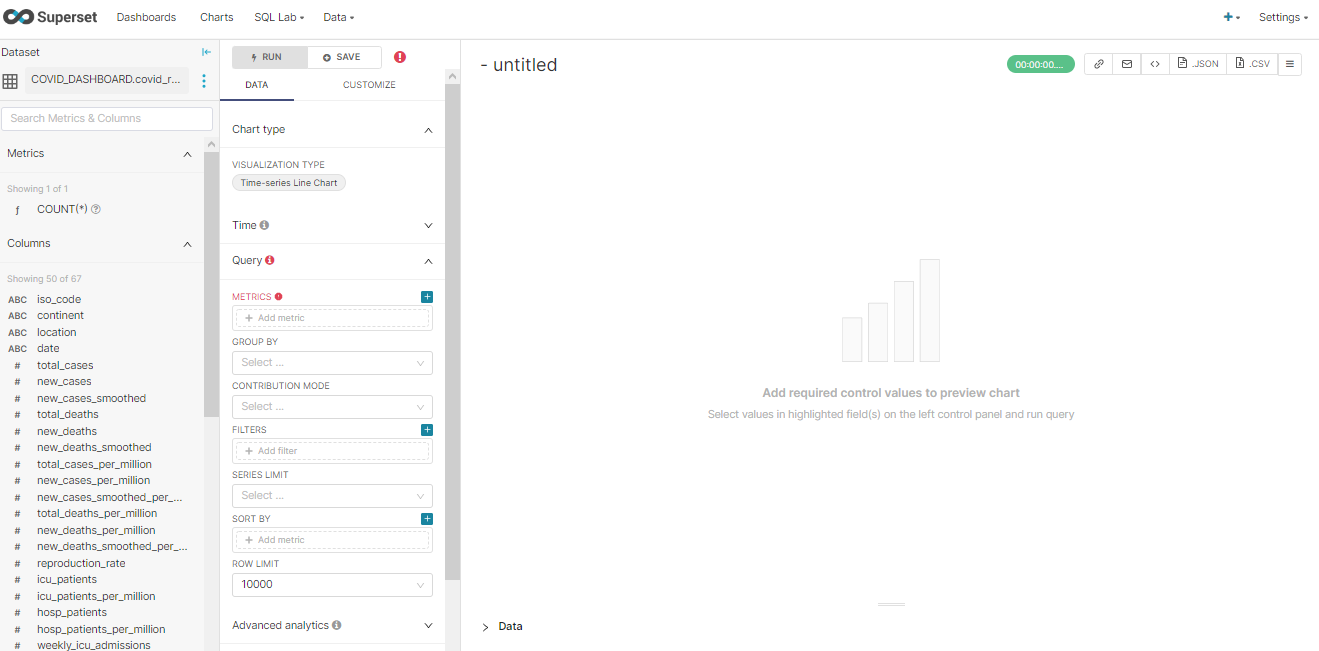 Superset Dashboards Charts SQL Lab Data Settings
Dataset
COVID_DASHBOARD.covid_r...
Search Metrics & Columns
Metrics
Showing 1 of 1
f COUNT(*)
Columns
Showing 50 of 67
ABC iso_code
ABC continent
ABC location
ABC date
# total_cases
# new_cases
# new_cases_smoothed
# total_deaths
# new_deaths
# new_deaths_smoothed
# total_cases_per_million
# new_cases_per_million
# new_cases_smoothed_per_...
# total_deaths_per_million
# new_deaths_per_million
# new_deaths_smoothed_per_...
# reproduction_rate
# icu_patients
# icu_patients_per_million
# hosp_patients
# hosp_patients_per_million
# weekly_icu_admissions
RUN SAVE
DATA CUSTOMIZE
Chart type
VISUALIZATION TYPE
Time-series Line Chart
Time
Query
METRICS
+ Add metric
GROUP BY
Select ...
CONTRIBUTION MODE
Select ...
FILTERS
+ Add filter
SERIES LIMIT
Select ...
SORT BY
+ Add metric
ROW LIMIT
10000
Advanced analytics
- untitled
00:00:00.... .JSON .CSV
Add required control values to preview chart
Select values in highlighted field(s) on the left control panel and run query
Data